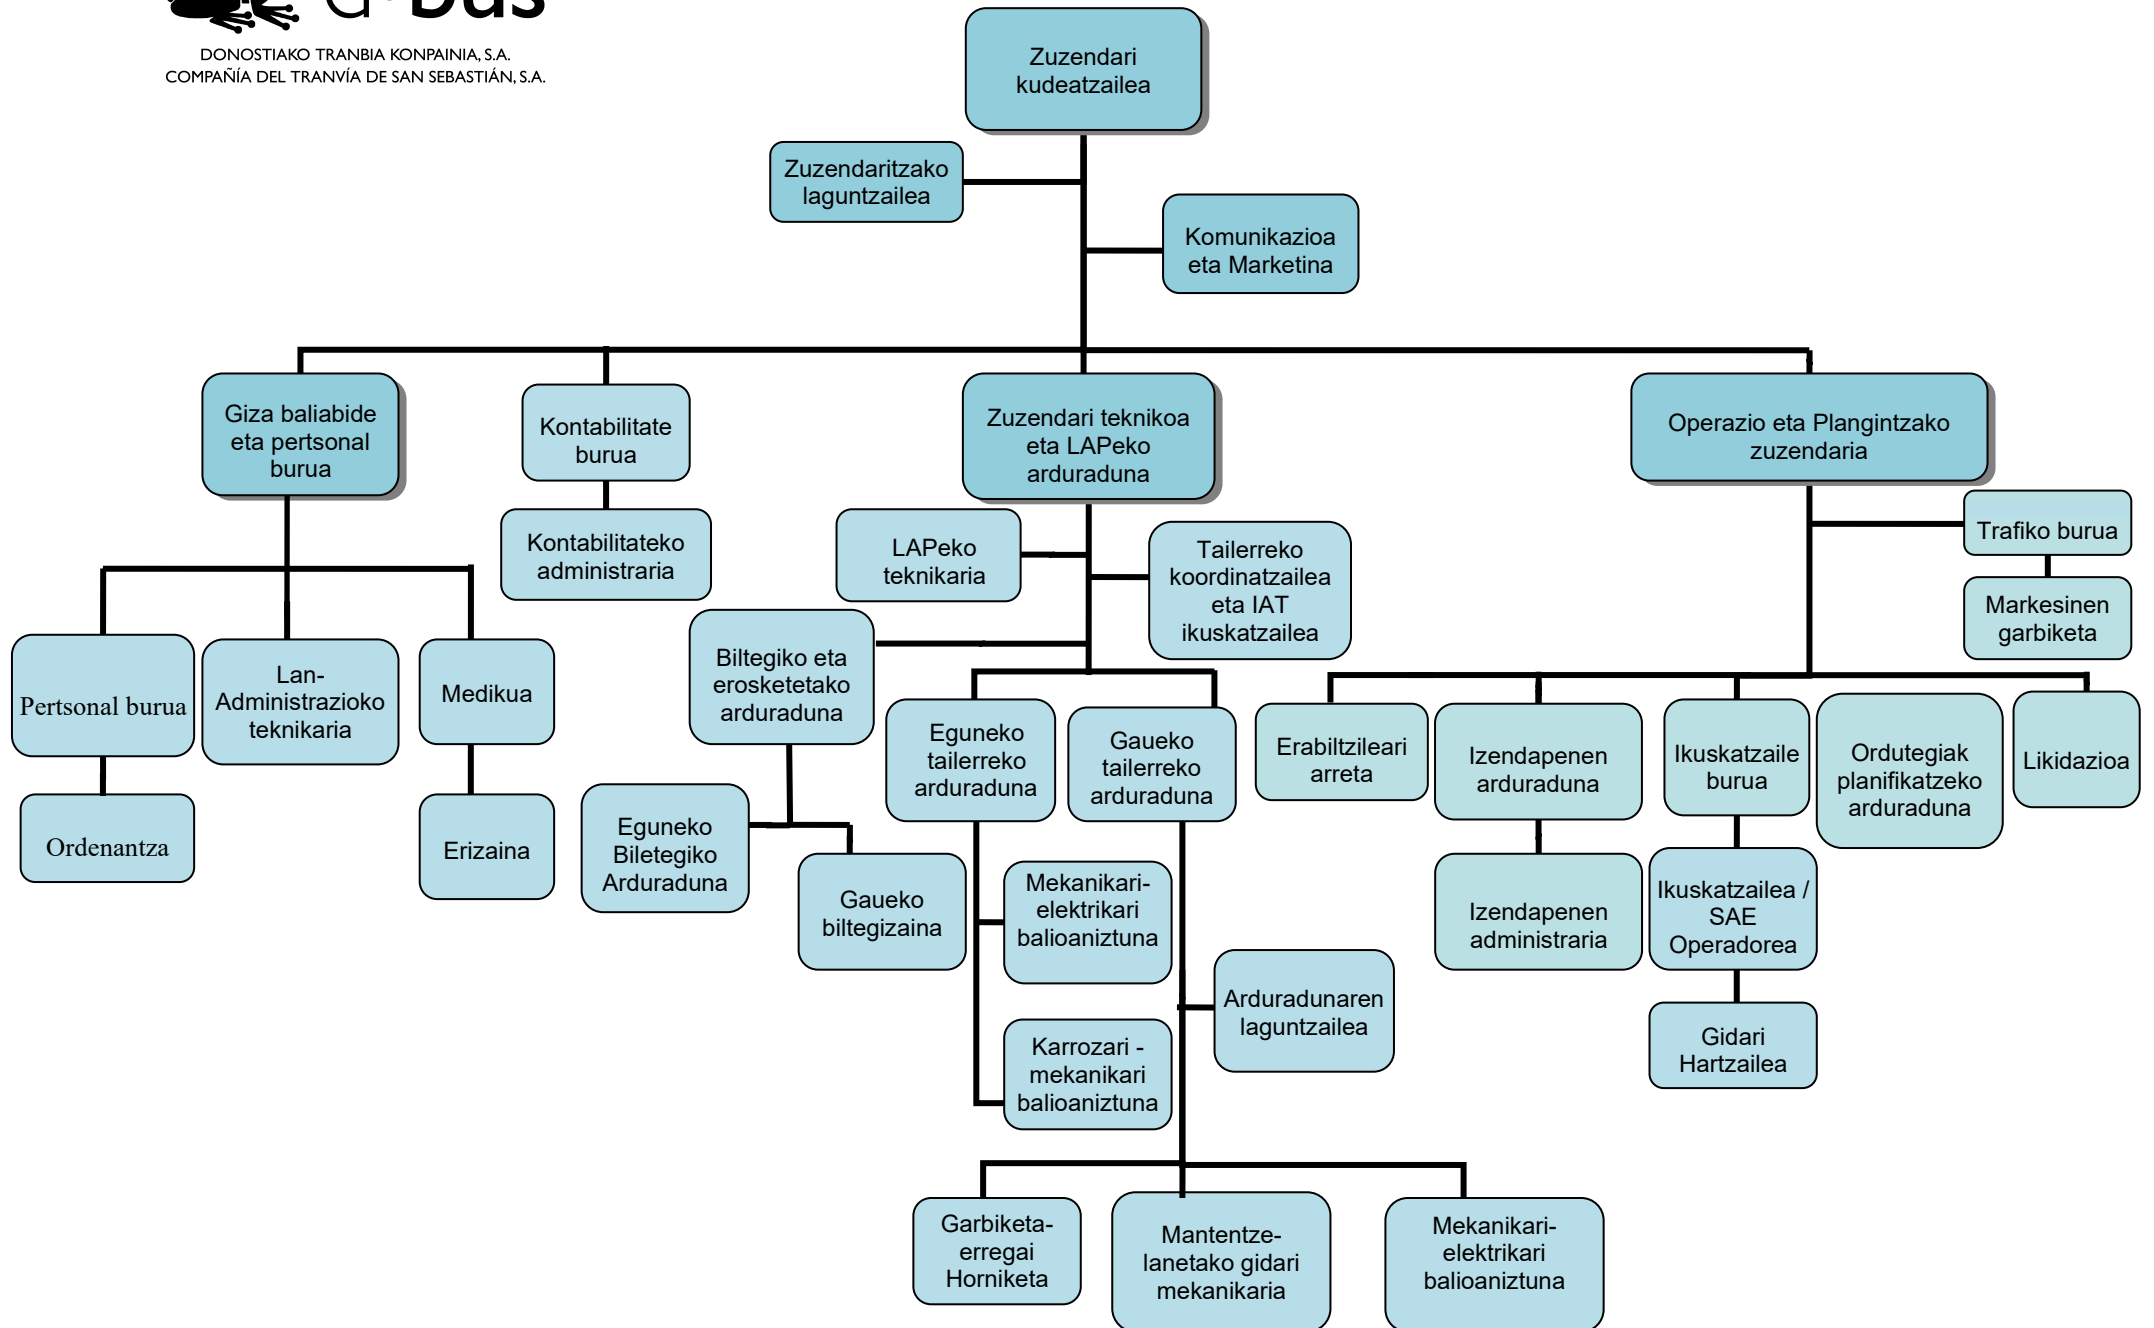 d·bus
DONOSTIAKO TRANBIA KONPAINIA, S.A.
COMPAÑÍA DEL TRANVÍA DE SAN SEBASTIÁN, S.A.
Zuzendari
kudeatzailea
Zuzendaritzako
laguntzailea
Komunikazioa
eta Marketina
Giza baliabide
eta pertsonal
burua
Kontabilitate
burua
Zuzendari teknikoa
eta LAPeko
arduraduna
Operazio eta Plangintzako
zuzendaria
Kontabilitateko
administraria
LAPeko
teknikaria
Tailerreko
koordinatzailea
eta IAT
ikuskatzailea
Trafiko burua
Markesinen
garbiketa
Pertsonal burua
Lan-
Administrazioko
teknikaria
Medikua
Biltegiko eta
erosketetako
arduraduna
Eguneko
tailerreko
arduraduna
Gaueko
tailerreko
arduraduna
Erabiltzileari
arreta
Izendapenen
arduraduna
Ikuskatzaile
burua
Ordutegiak
planifikatzeko
arduraduna
Likidazioa
Ordenantza
Erizaina
Eguneko
Biletegiko
Arduraduna
Gaueko
biltegizaina
Mekanikari-
elektrikari
balioaniztuna
Izendapenen
administraria
Ikuskatzailea /
SAE
Operadorea
Arduradunaren
laguntzailea
Karrozari -
mekanikari
balioaniztuna
Gidari
Hartzailea
Garbiketa-
erregai
Horniketa
Mantentze-
lanetako gidari
mekanikaria
Mekanikari-
elektrikari
balioaniztuna